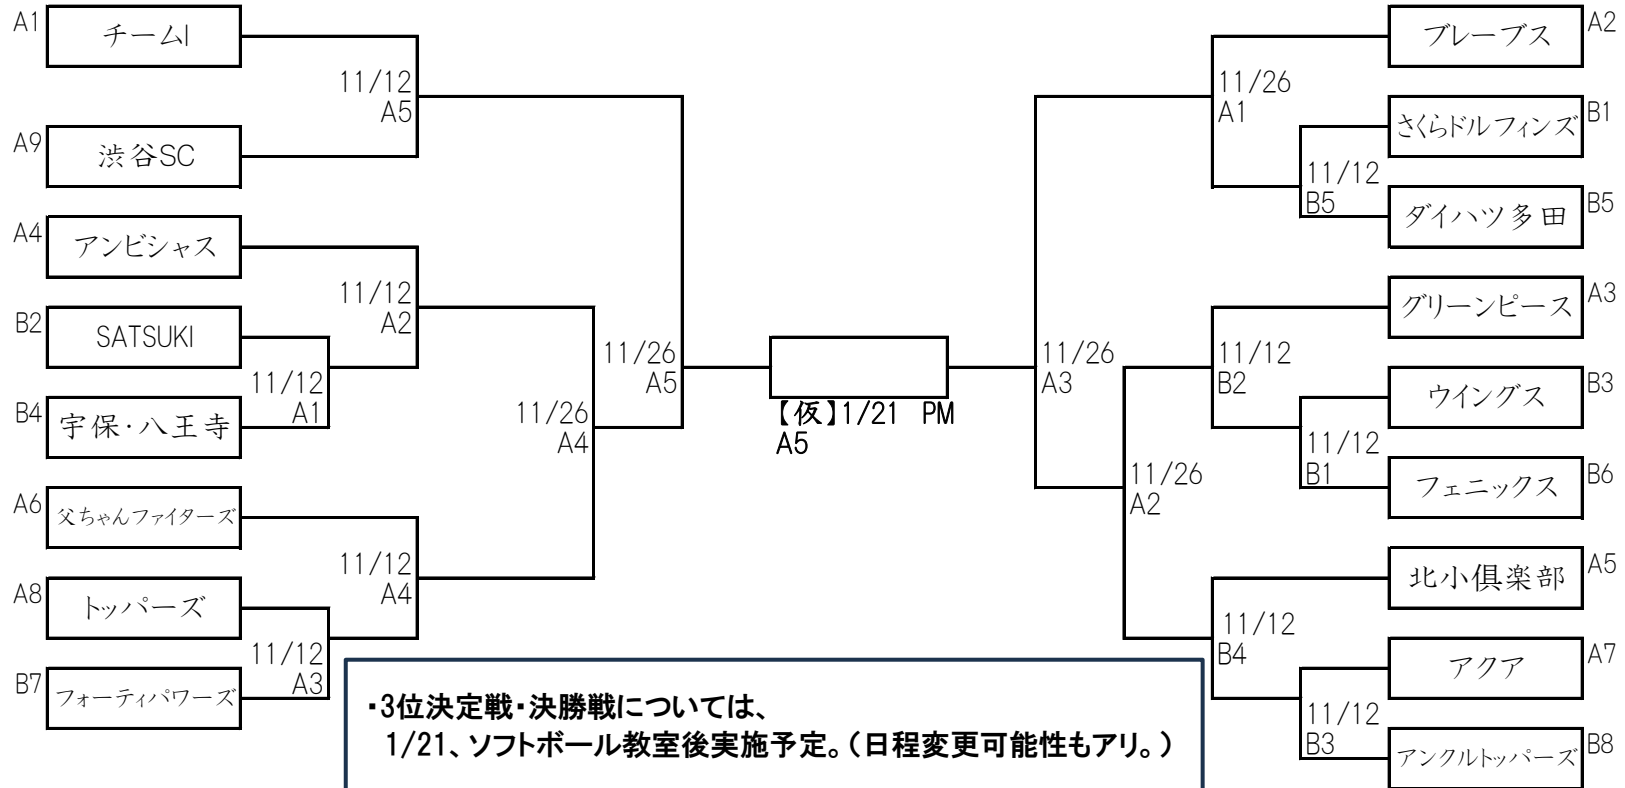 A1
チームI
11/12
A5
A9
渋谷SC
A4
アンビシャス
11/12
A2
B2
SATSUKI
11/12
A1
B4
宇保・八王寺
11/26
A4
11/26
A5
A6
父ちゃんファイターズ
11/12
A4
A8
トッパーズ
11/12
A3
B7
フォーティパワーズ
【仮】1/21 PM
A5
ブレーブス
A2
11/26
A1
さくらドルフィンズ
B1
11/12
B5
ダイハツ多田
B5
11/26
A3
グリーンピース
A3
11/12
B2
ウイングス
B3
11/12
B1
フェニックス
B6
11/26
A2
北小倶楽部
A5
11/12
B4
アクア
A7
11/12
B3
アンクルトッパーズ
B8
・3位決定戦・決勝戦については、
1/21、ソフトボール教室後実施予定。（日程変更可能性もアリ。）